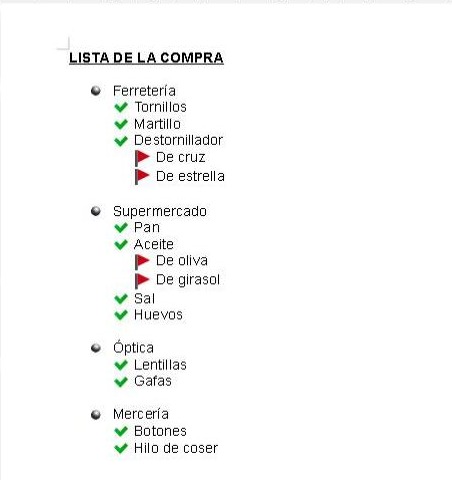 LISTA DE LA COMPRA
Ferretería
Tornillos
Martillo
Destornillador
De cruz
De estrella
Supermercado
Pan
Aceite
De oliva
De girasol
Sal
Huevos
Óptica
Lentillas
Gafas
Mercería
Botones
Hilo de coser